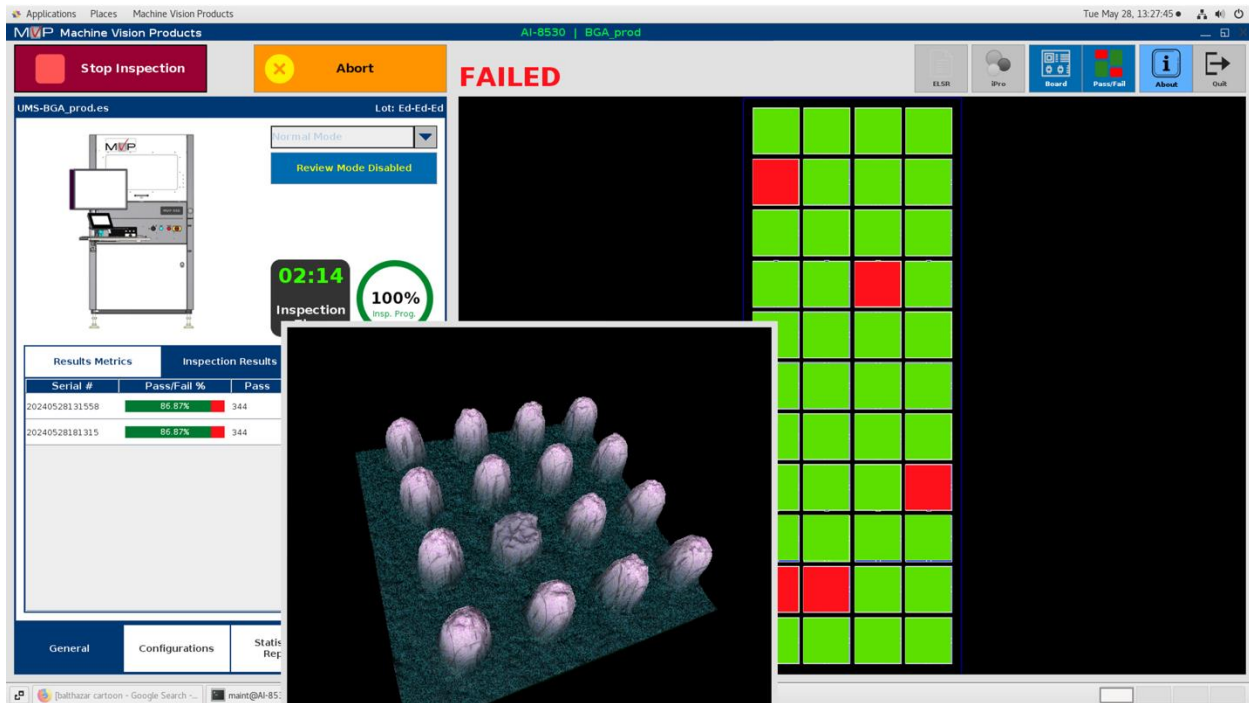 Applications Places Machine Vision Products
Tue May 28, 13:27:45
MVP Machine Vision Products
AI-8530 | BGA_prod
Stop Inspection
Abort
FAILED
ELSR
iPro
Board
Pass/Fail
About
Quit
UMS-BGA_prod.es
Lot: Ed-Ed-Ed
MVP
Normal Mode
Review Mode Disabled
02:14
Inspection
100%
Insp. Prog.
Results Metrics
Inspection Results
Serial # Pass/Fail % Pass
20240528131558 86.87% 344
20240528181315 86.87% 344
General
Configurations
[balthazar cartoon - Google Search -...
maint@AI-853